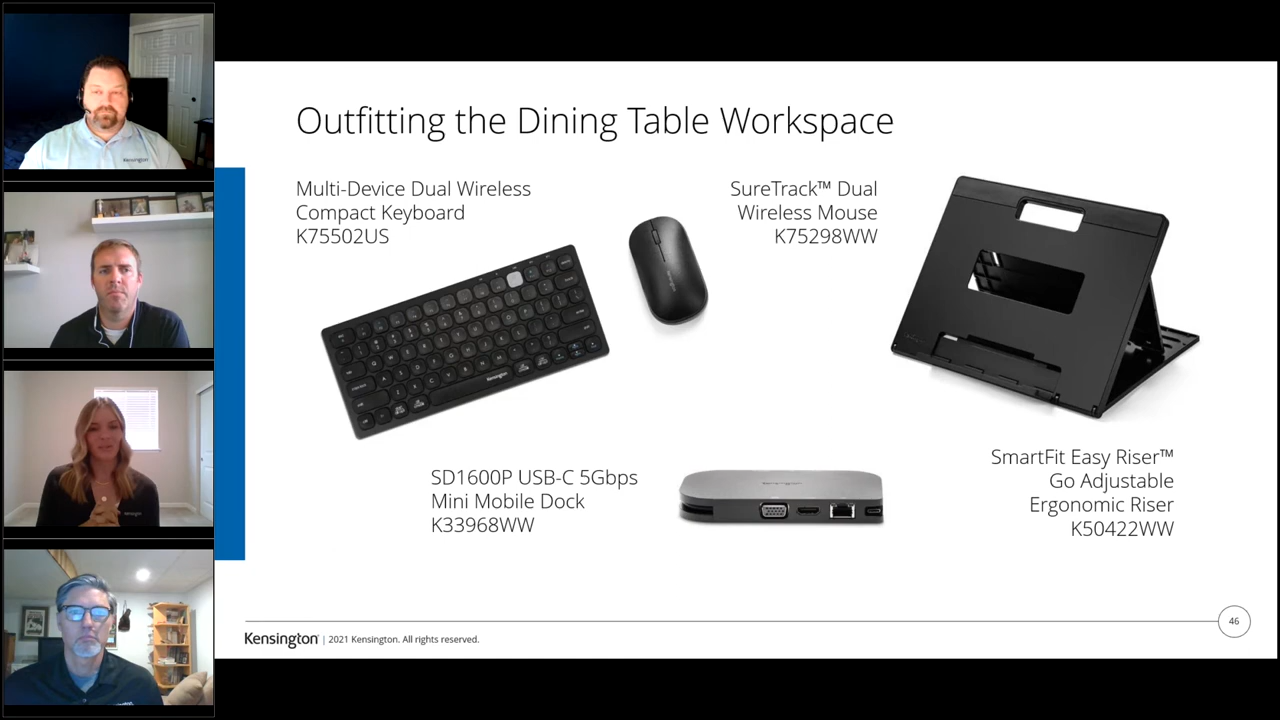 Outfitting the Dining Table Workspace
Multi-Device Dual Wireless
Compact Keyboard
K75502US
SureTrack™ Dual
Wireless Mouse
K75298WW
SD1600P USB-C 5Gbps
Mini Mobile Dock
K33968WW
SmartFit Easy Riser™
Go Adjustable
Ergonomic Riser
K50422WW
Kensington | 2021 Kensington. All rights reserved.
46
Kensington
Kensington